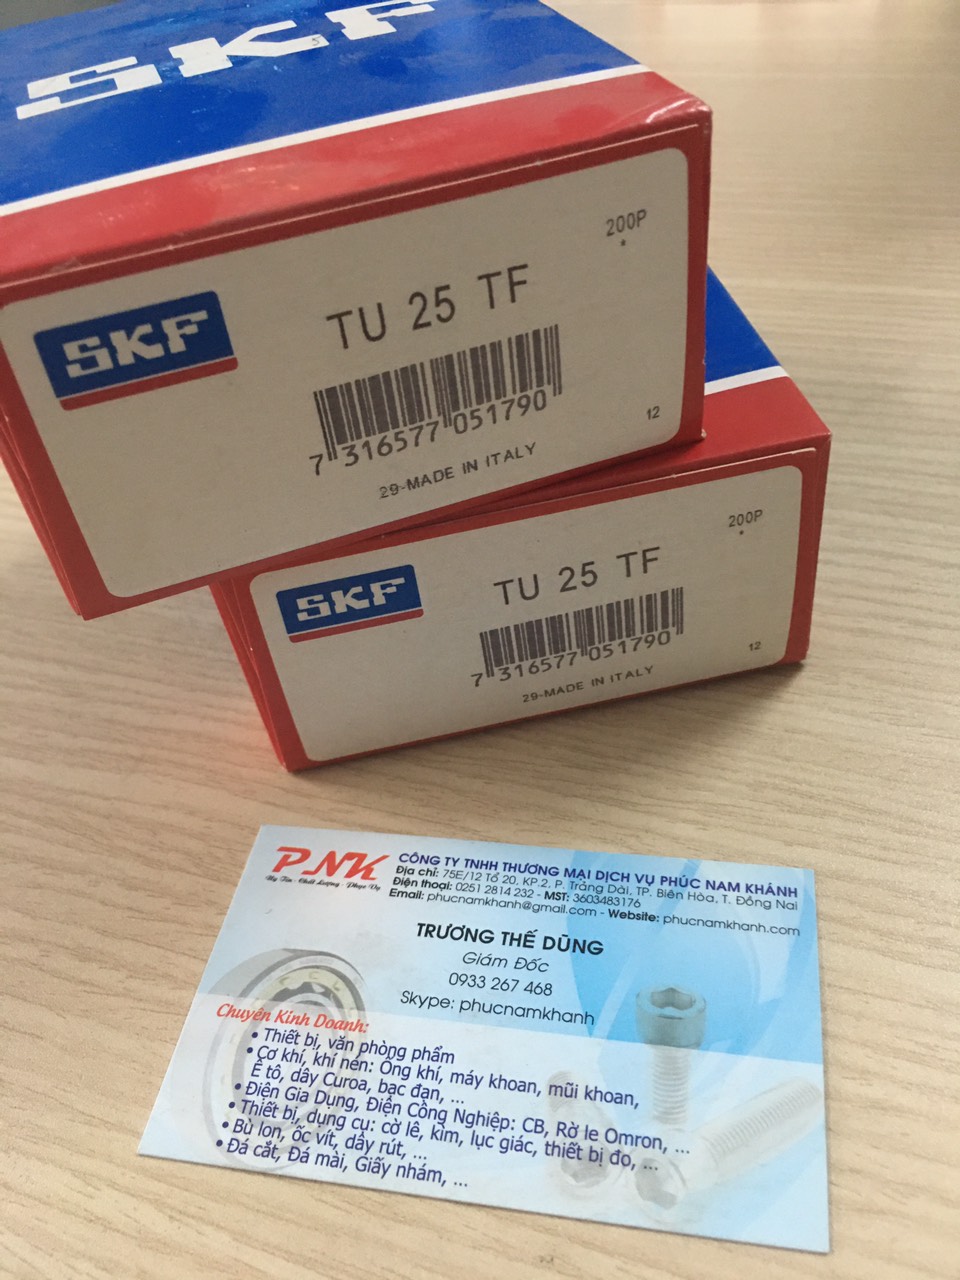 SKF
200P
*
SKF
TU 25 TF
7 316577 051790
12
29-MADE IN ITALY
200P
*
SKF
TU 25 TF
7 316577 051790
12
29-MADE IN ITALY
PNK
Uy Tín - Chất Lượng - Phục Vụ
CÔNG TY TNHH THƯƠNG MẠI DỊCH VỤ PHÚC NAM KHÁNH
Địa chỉ: 75E/12 Tổ 20, KP.2, P. Trảng Dài, TP. Biên Hòa, T. Đồng Nai
Điện thoại: 0251 2814 232 - MST: 3603483176
Email: phucnamkhanh@gmail.com - Website: phucnamkhanh.com
TRƯƠNG THẾ DŨNG
Giám Đốc
0933 267 468
Skype: phucnamkhanh
Chuyên Kinh Doanh:
• Thiết bị, văn phòng phẩm
• Cơ khí, khí nén: Ống khí, máy khoan, mũi khoan,
Ê tô, dây Curoa, bạc đạn, ...
• Điện Gia Dụng, Điện Công Nghiệp: CB, Rờ le Omron, ...
• Thiết bị, dụng cụ: cờ lê, kìm, lục giác, thiết bị đo, ...
• Bù lon, ốc vít, dây rút, ...
• Đá cắt, Đá mài, Giấy nhám, ...